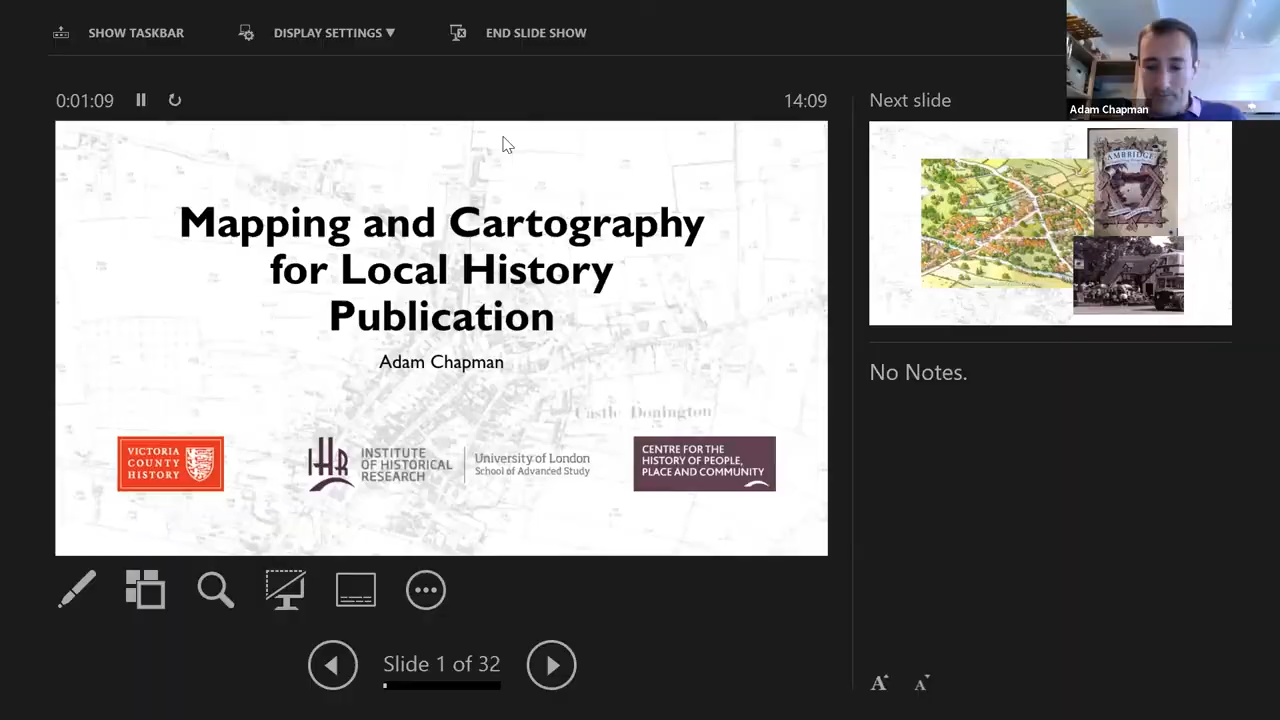 SHOW TASKBAR
DISPLAY SETTINGS ▼
END SLIDE SHOW
Adam Chapman
0:01:09
14:09
Next slide
Mapping and Cartography
for Local History
Publication
Adam Chapman
Castle Donington
VICTORIA
COUNTY
HISTORY
IHR
INSTITUTE
OF HISTORICAL
RESEARCH
University of London
School of Advanced Study
CENTRE FOR THE
HISTORY OF PEOPLE,
PLACE AND COMMUNITY
AMBRIDGE
No Notes.
Slide 1 of 32
A
A